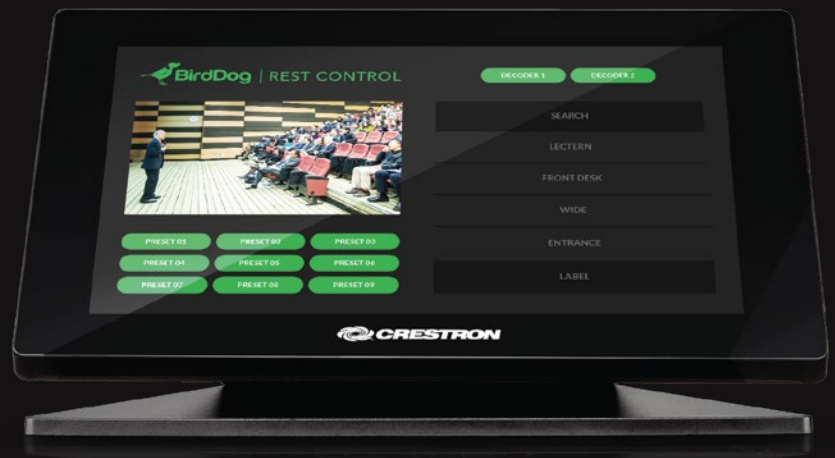 BirdDog | REST CONTROL
DECODER 1 DECODER 2
SEARCH
LECTERN
FRONT DESK
WIDE
ENTRANCE
LABEL
PRESET 01 PRESET 02 PRESET 03
PRESET 04 PRESET 05 PRESET 06
PRESET 07 PRESET 08 PRESET 09
CRESTRON